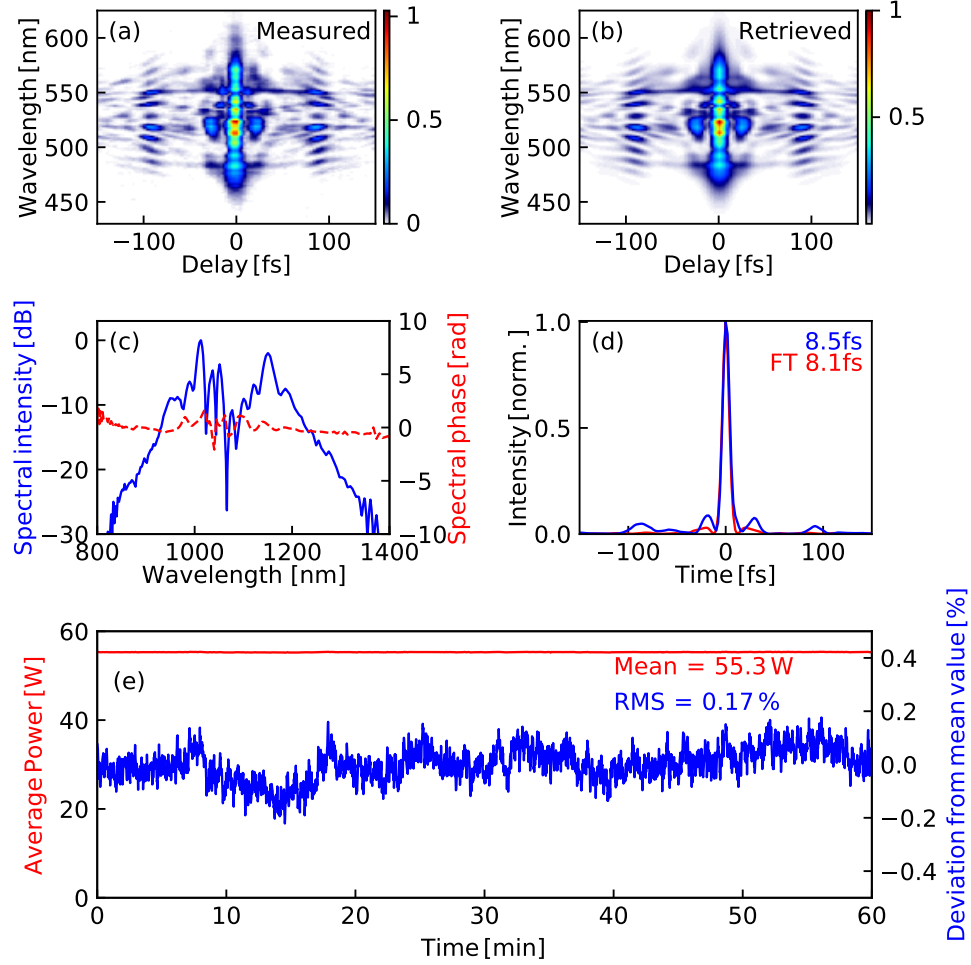 (a) Measured
Wavelength [nm]
600
550
500
450
−100 0 100
Delay [fs]
1
0.5
0
(b) Retrieved
Wavelength [nm]
600
550
500
450
−100 0 100
Delay [fs]
1
0.5
(c)
Spectral intensity [dB]
0
−10
−20
−30
800 1000 1200 1400
Wavelength [nm]
10
5
0
−5
−10
Spectral phase [rad]
(d)
8.5fs
FT 8.1fs
Intensity [norm.]
1.0
0.5
0.0
−100 0 100
Time [fs]
(e)
Mean = 55.3 W
RMS = 0.17 %
Average Power [W]
60
40
20
0
0 10 20 30 40 50 60
Time [min]
0.4
0.2
0.0
−0.2
−0.4
Deviation from mean value [%]